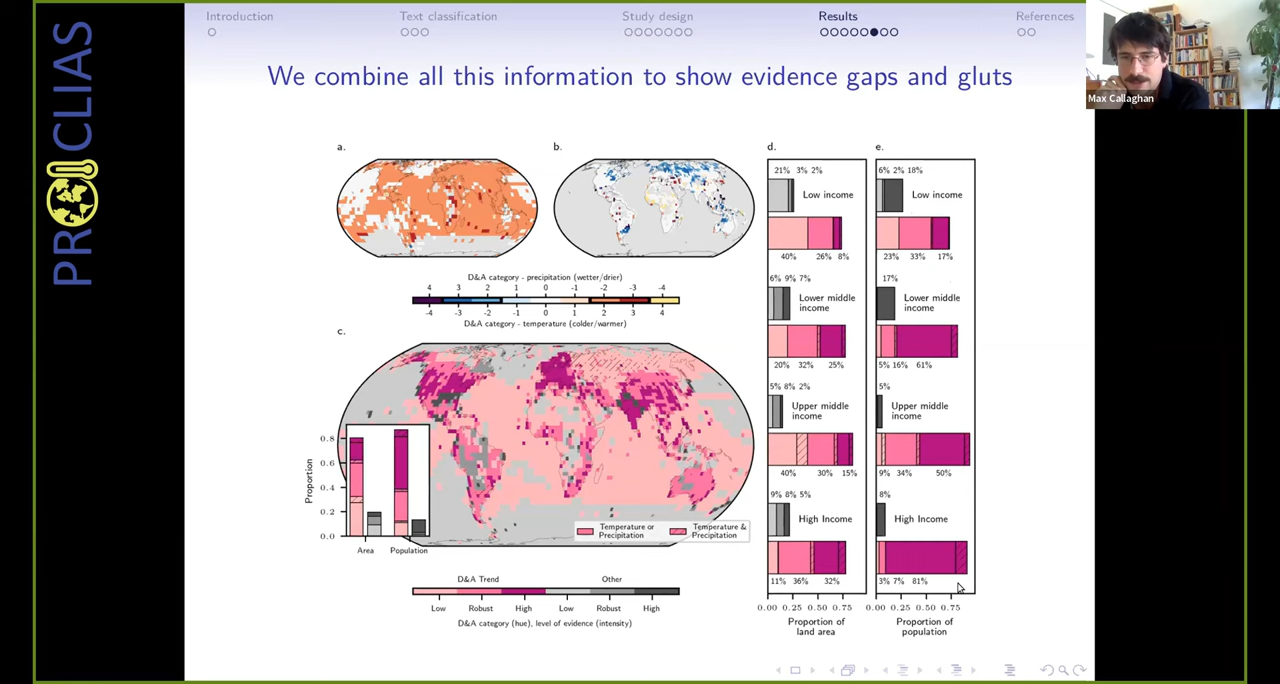 PROCLIAS
Introduction
Text classification
Study design
Results
References
We combine all this information to show evidence gaps and gluts
Max Callaghan
a.
b.
d.
e.
21% 3% 2%
Low income
40% 26% 8%
6% 9% 7%
Lower middle
income
20% 32% 25%
5% 8% 2%
Upper middle
income
40% 30% 15%
9% 8% 5%
High Income
11% 36% 32%
0.00 0.25 0.50 0.75
Proportion of
land area
6% 2% 18%
Low income
23% 33% 17%
17%
Lower middle
income
5% 16% 61%
5%
Upper middle
income
9% 34% 50%
8%
High Income
3% 7% 81%
0.00 0.25 0.50 0.75
Proportion of
population
D&A category - precipitation (wetter/drier)
4 3 2 1 0 -1 -2 -3 -4
-4 -3 -2 -1 0 1 2 3 4
D&A category - temperature (colder/warmer)
c.
Proportion
0.8
0.6
0.4
0.2
0.0
Area
Population
Temperature or
Precipitation
Temperature &
Precipitation
D&A Trend
Other
Low Robust High Low Robust High
D&A category (hue), level of evidence (intensity)